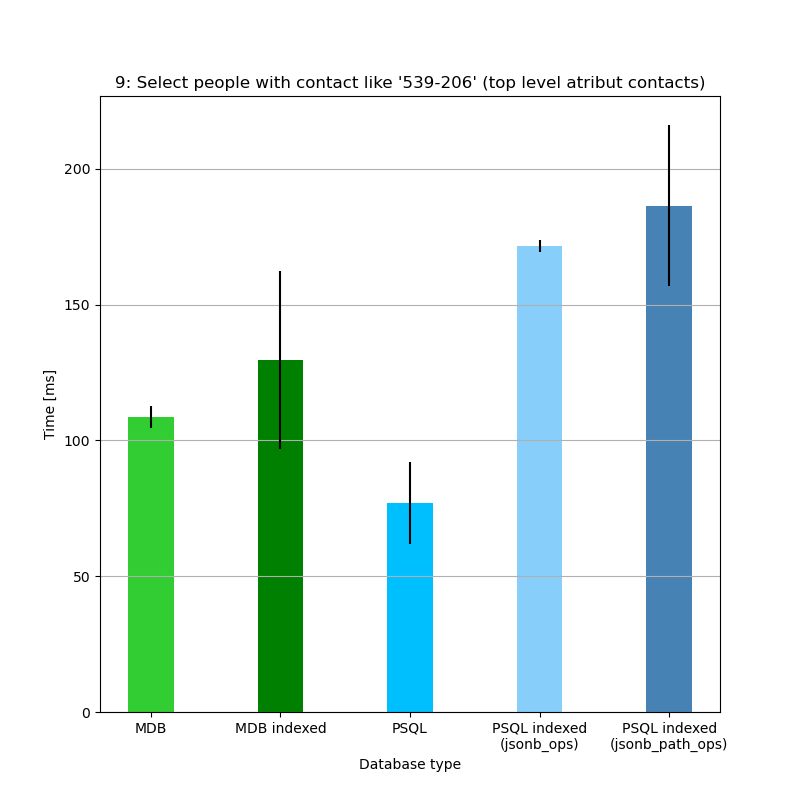 9: Select people with contact like '539-206' (top level atribut contacts)
200
150
100
50
0
Time [ms]
MDB
MDB indexed
PSQL
PSQL indexed
(jsonb_ops)
PSQL indexed
(jsonb_path_ops)
Database type